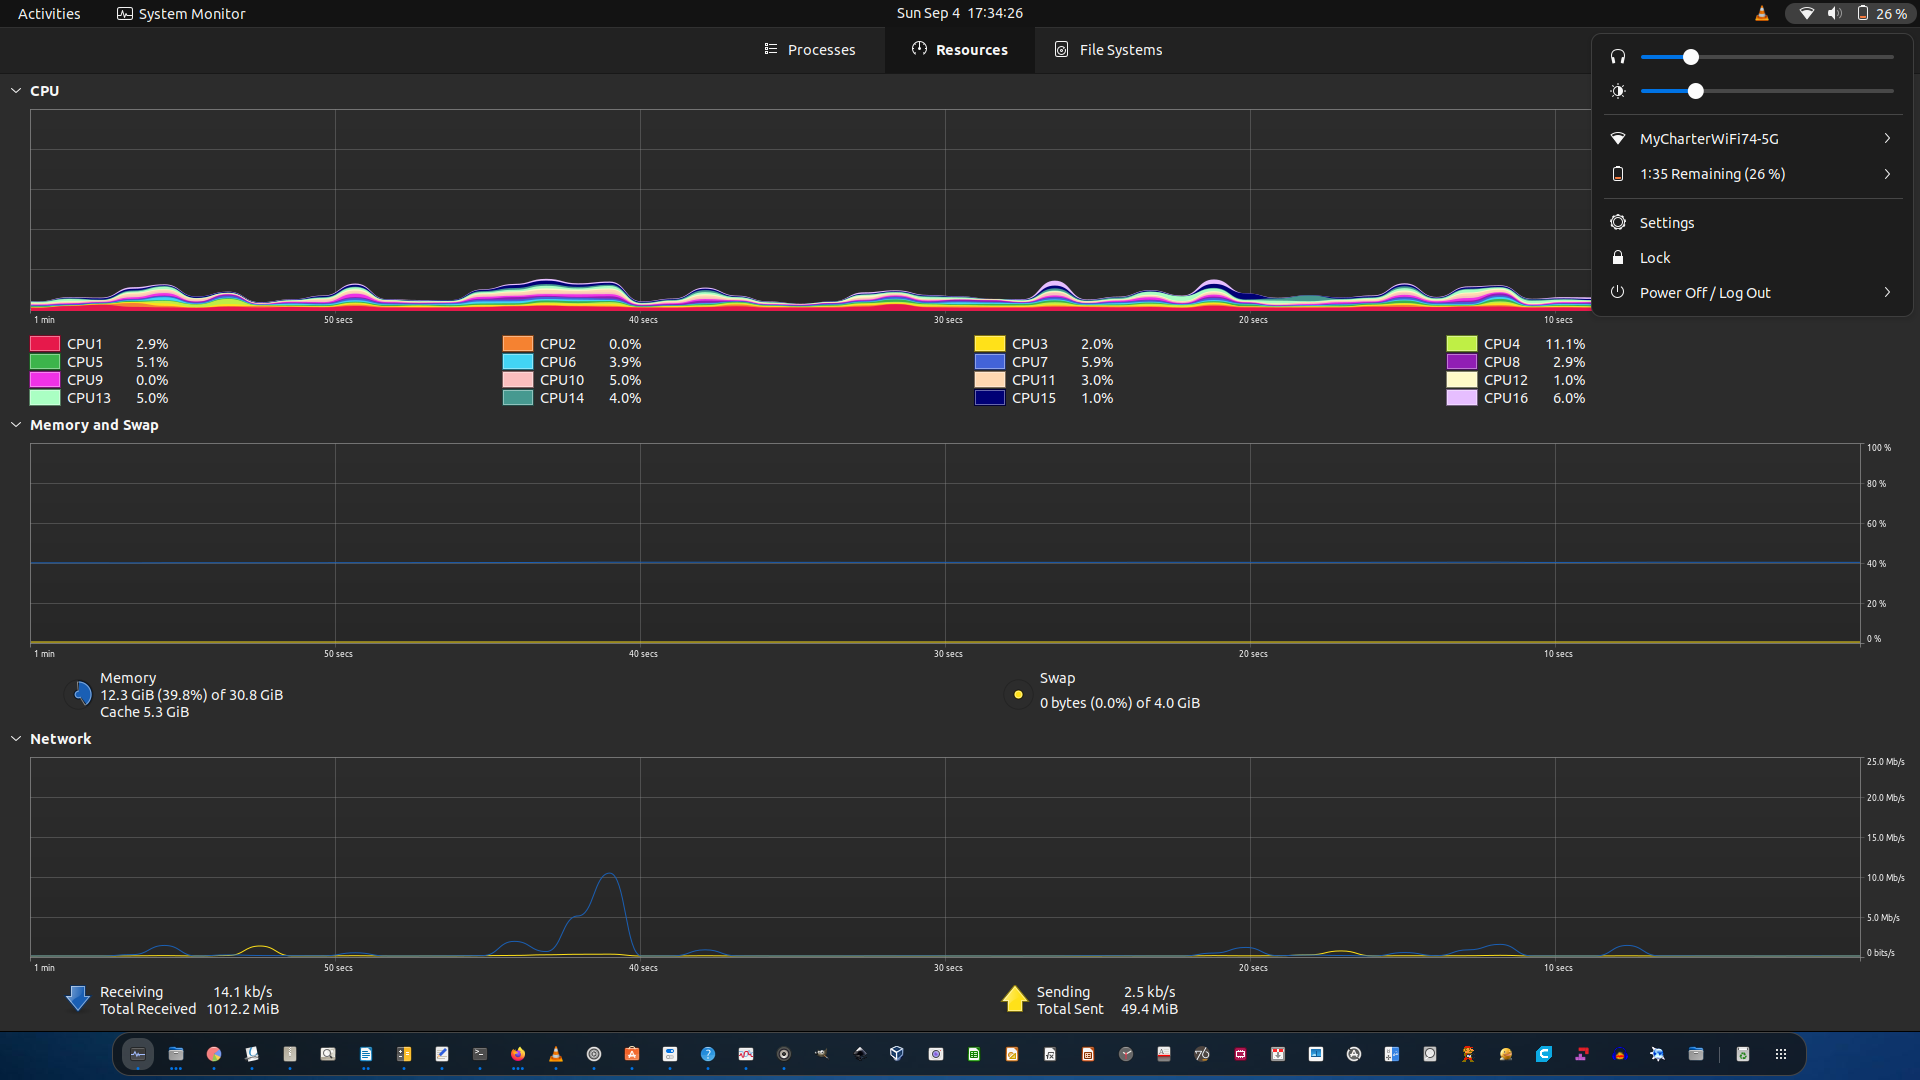 Activities
System Monitor
Sun Sep 4 17:34:26
26 %
Processes
Resources
File Systems
MyCharterWiFi74-5G
1:35 Remaining (26 %)
Settings
Lock
Power Off / Log Out
CPU
1 min
50 secs
40 secs
30 secs
20 secs
10 secs
CPU1 2.9%
CPU2 0.0%
CPU3 2.0%
CPU4 11.1%
CPU5 5.1%
CPU6 3.9%
CPU7 5.9%
CPU8 2.9%
CPU9 0.0%
CPU10 5.0%
CPU11 3.0%
CPU12 1.0%
CPU13 5.0%
CPU14 4.0%
CPU15 1.0%
CPU16 6.0%
Memory and Swap
100 %
80 %
60 %
40 %
20 %
0 %
1 min
50 secs
40 secs
30 secs
20 secs
10 secs
Memory
12.3 GiB (39.8%) of 30.8 GiB
Cache 5.3 GiB
Swap
0 bytes (0.0%) of 4.0 GiB
Network
25.0 Mb/s
20.0 Mb/s
15.0 Mb/s
10.0 Mb/s
5.0 Mb/s
0 bits/s
1 min
50 secs
40 secs
30 secs
20 secs
10 secs
Receiving 14.1 kb/s
Total Received 1012.2 MiB
Sending 2.5 kb/s
Total Sent 49.4 MiB
76